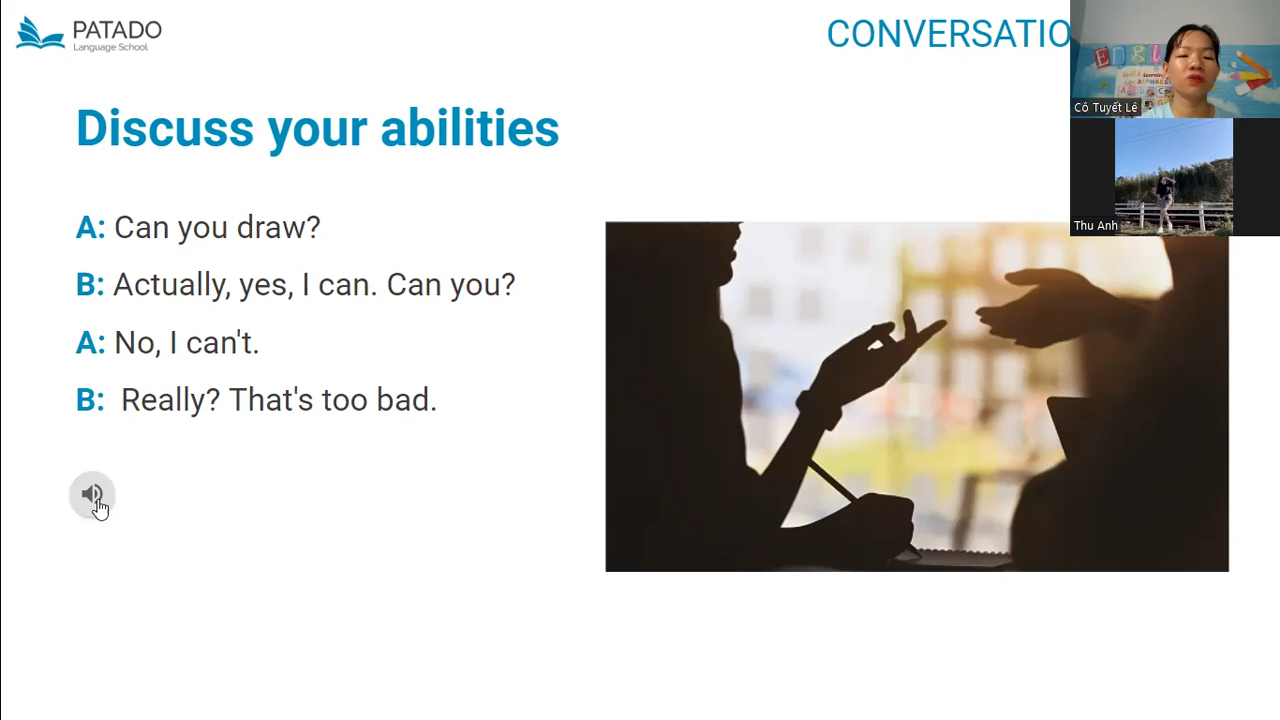 PATADO
Language School
CONVERSATIO
Discuss your abilities
A: Can you draw?
B: Actually, yes, I can. Can you?
A: No, I can't.
B: Really? That's too bad.
Cô Tuyết Lê
Thu Anh